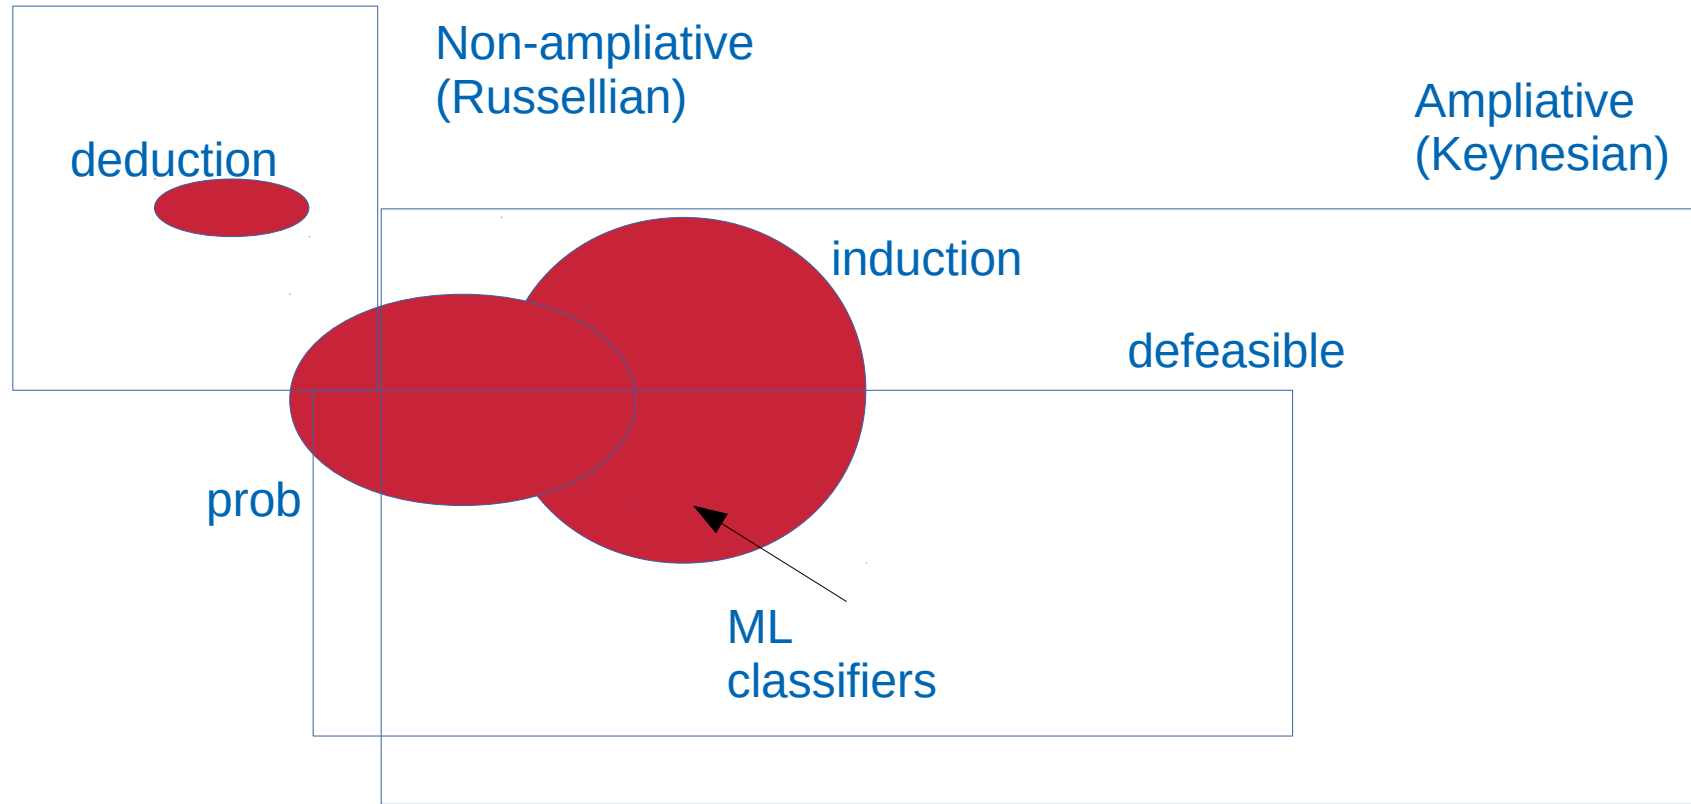 Non-ampliative
(Russellian)
Ampliative
(Keynesian)
deduction
induction
defeasible
prob
ML
classifiers